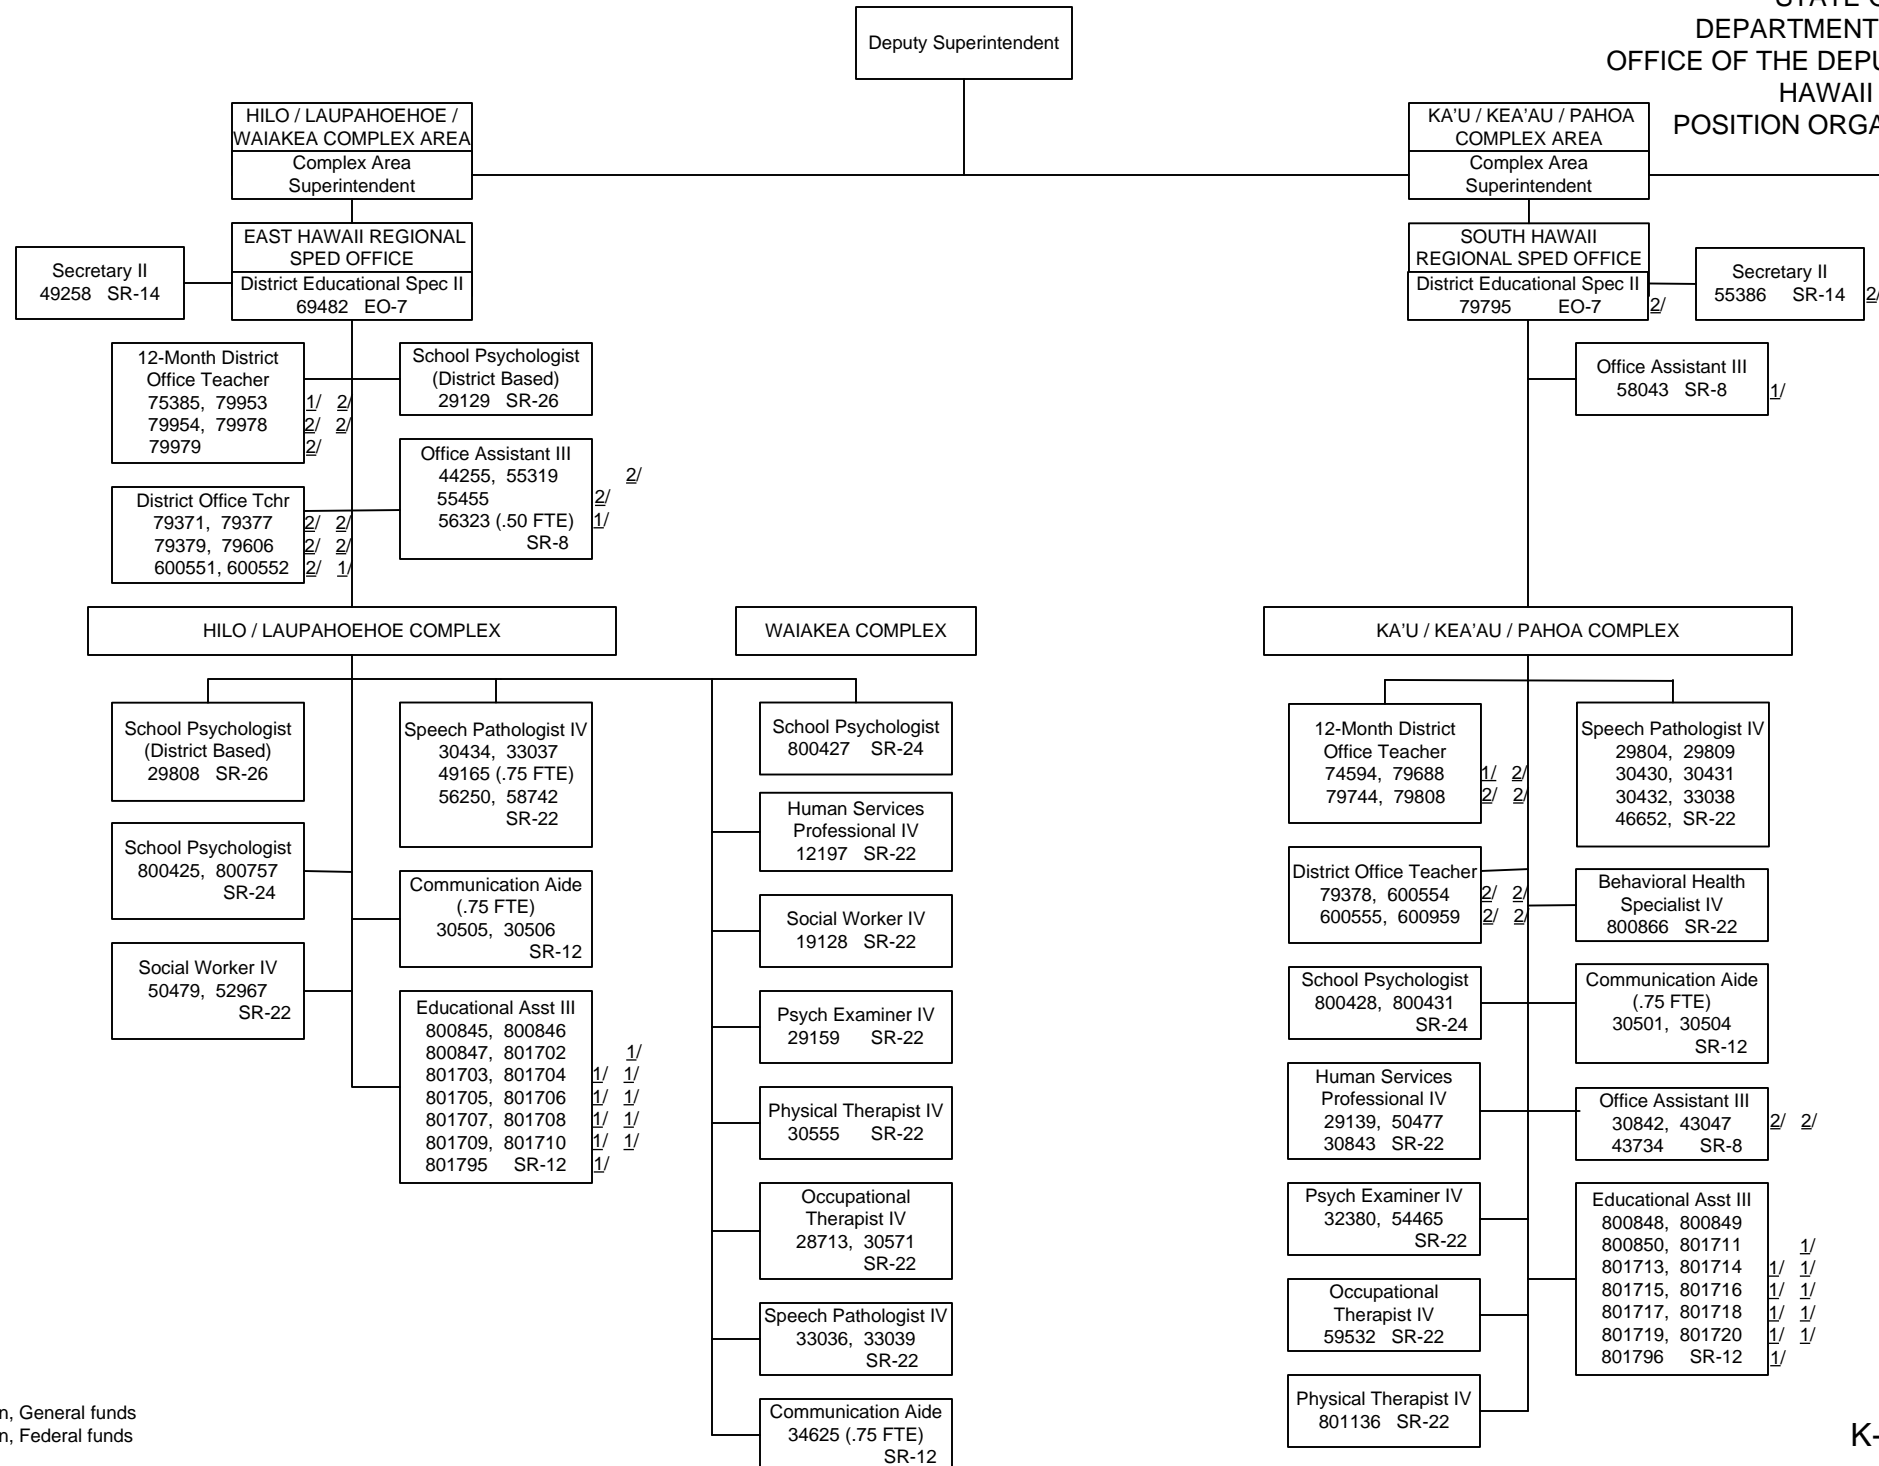 Deputy Superintendent
DEPARTMENT
OFFICE OF THE
HAWAII
POSITION
HILO / LAUPAHOEHOE /
WAIAKEA COMPLEX AREA
Complex Area
Superintendent
KA'U / KEA'AU / PAHOA
COMPLEX AREA
Complex Area
Superintendent
EAST HAWAII REGIONAL
SPED OFFICE
District Educational Spec II
69482 EO-7
Secretary II
49258 SR-14
SOUTH HAWAII
REGIONAL SPED OFFICE
District Educational Spec II
79795 EO-7 2/
Secretary II
55386 SR-14 2/
12-Month District
Office Teacher
75385, 79953 1/ 2/
79954, 79978 2/ 2/
79979 2/
School Psychologist
(District Based)
29129 SR-26
Office Assistant III
44255, 55319 2/
55455 2/
56323 (.50 FTE) 1/
SR-8
District Office Tchr
79371, 79377 2/ 2/
79379, 79606 2/ 2/
600551, 600552 2/ 1/
Office Assistant III
58043 SR-8 1/
HILO / LAUPAHOEHOE COMPLEX
WAIAKEA COMPLEX
KA'U / KEA'AU / PAHOA COMPLEX
School Psychologist
(District Based)
29808 SR-26
School Psychologist
800425, 800757
SR-24
Social Worker IV
50479, 52967
SR-22
Speech Pathologist IV
30434, 33037
49165 (.75 FTE)
56250, 58742
SR-22
Communication Aide
(.75 FTE)
30505, 30506
SR-12
Educational Asst III
800845, 800846
800847, 801702 1/
801703, 801704 1/ 1/
801705, 801706 1/ 1/
801707, 801708 1/ 1/
801709, 801710 1/ 1/
801795 SR-12 1/
School Psychologist
800427 SR-24
Human Services
Professional IV
12197 SR-22
Social Worker IV
19128 SR-22
Psych Examiner IV
29159 SR-22
Physical Therapist IV
30555 SR-22
Occupational
Therapist IV
28713, 30571
SR-22
Speech Pathologist IV
33036, 33039
SR-22
Communication Aide
34625 (.75 FTE)
SR-12
12-Month District
Office Teacher
74594, 79688 1/ 2/
79744, 79808 2/ 2/
District Office Teacher
79378, 600554 2/ 2/
600555, 600959 2/ 2/
School Psychologist
800428, 800431
SR-24
Human Services
Professional IV
29139, 50477
30843 SR-22
Psych Examiner IV
32380, 54465
SR-22
Occupational
Therapist IV
59532 SR-22
Physical Therapist IV
801136 SR-22
Speech Pathologist IV
29804, 29809
30430, 30431
30432, 33038
46652, SR-22
Behavioral Health
Specialist IV
800866 SR-22
Communication Aide
(.75 FTE)
30501, 30504
SR-12
Office Assistant III
30842, 43047 2/ 2/
43734 SR-8
Educational Asst III
800848, 800849
800850, 801711 1/
801713, 801714 1/ 1/
801715, 801716 1/ 1/
801717, 801718 1/ 1/
801719, 801720 1/ 1/
801796 SR-12 1/
n, General funds
n, Federal funds
K-